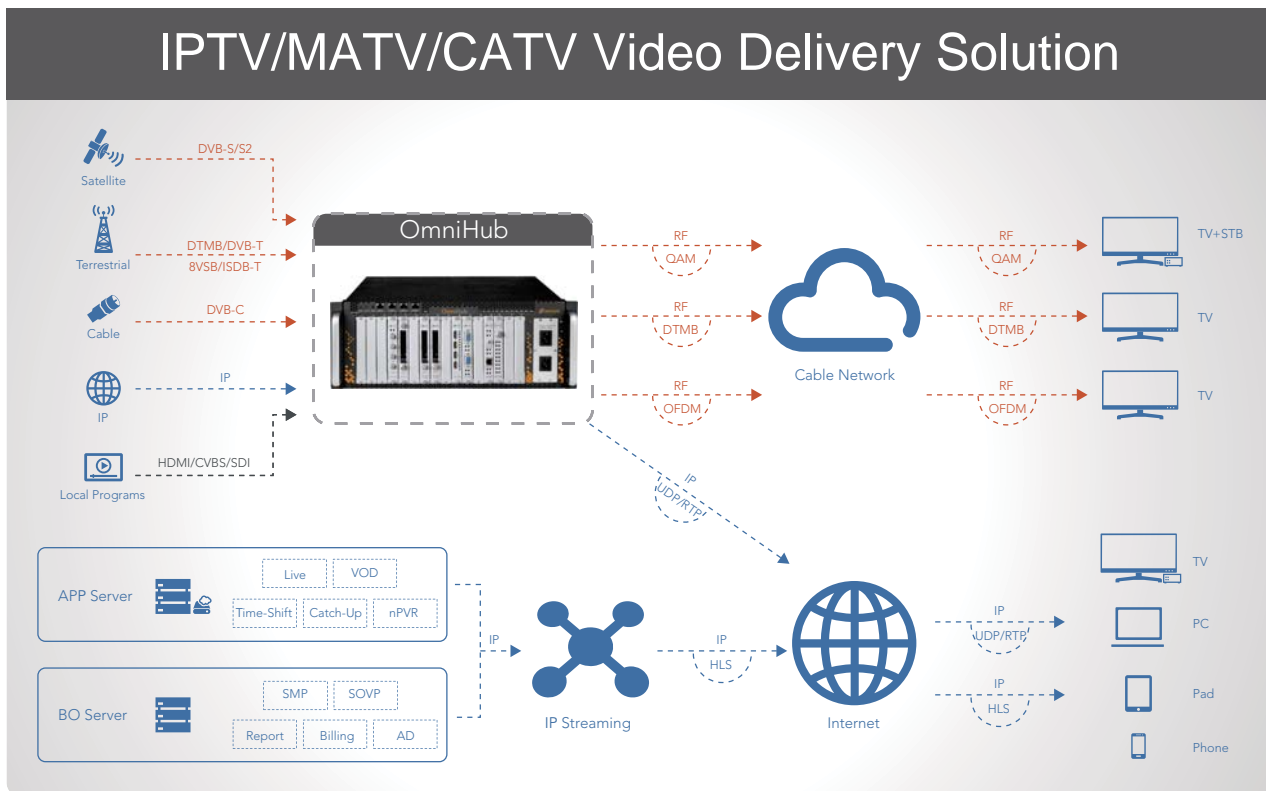 IPTV/MATV/CATV Video Delivery Solution
Satellite
DVB-S/S2
Terrestrial
DTMB/DVB-T
8VSB/ISDB-T
Cable
DVB-C
IP
IP
Local Programs
HDMI/CVBS/SDI
OmniHub
RF
QAM
RF
DTMB
RF
OFDM
Cable Network
RF
QAM
RF
DTMB
RF
OFDM
TV+STB
TV
TV
IP
UDP/RTP
APP Server
Live
VOD
Time-Shift
Catch-Up
nPVR
BO Server
SMP
SOVP
Report
Billing
AD
IP
IP Streaming
IP
HLS
Internet
IP
UDP/RTP
IP
HLS
TV
PC
Pad
Phone